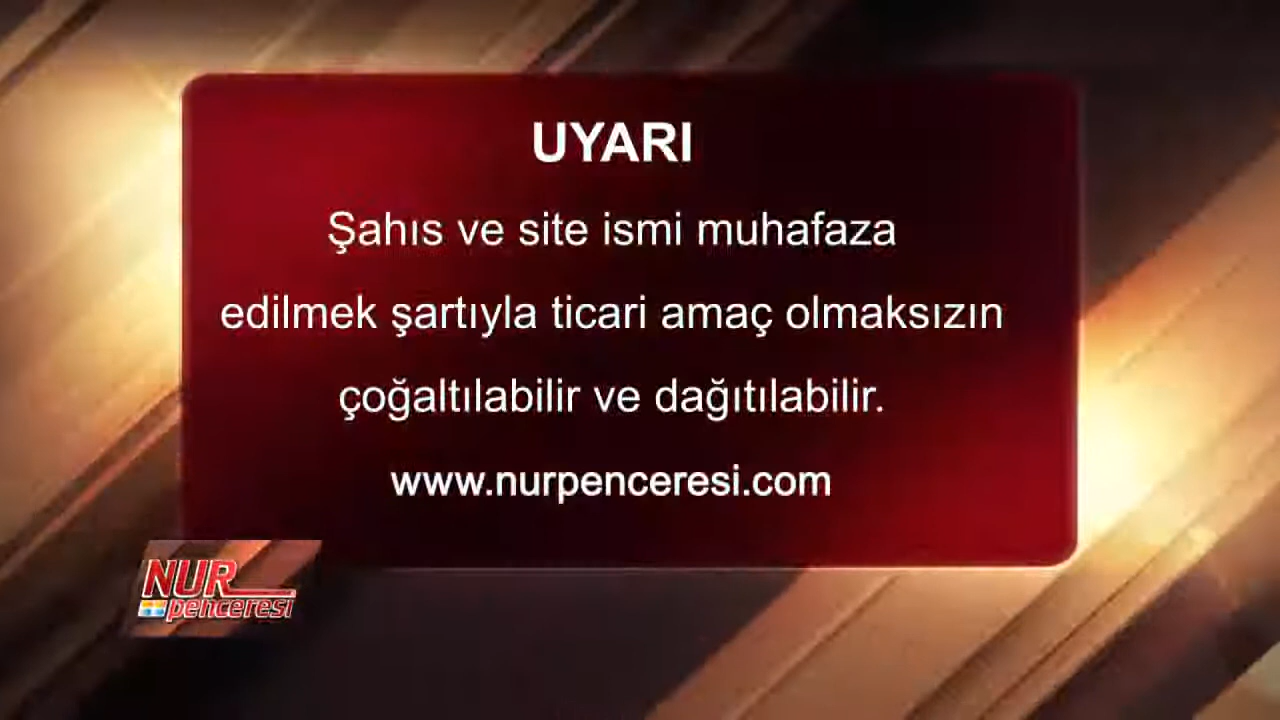 UYARI
Şahıs ve site ismi muhafaza
edilmek şartıyla ticari amaç olmaksızın
çoğaltılabilir ve dağıtılabilir.
www.nurpenceresi.com
NUR
penceresi